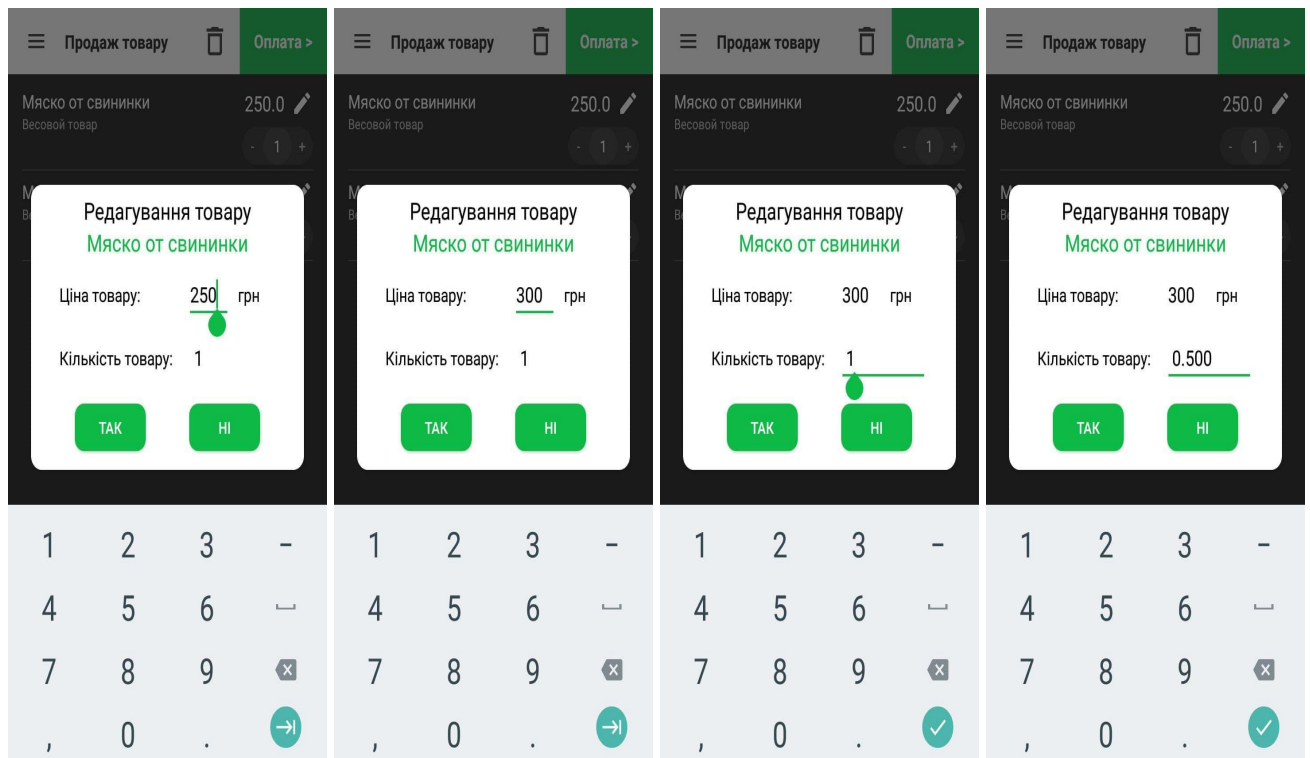 Продаж товару Оплата >
Мяско от свининки 250.0
Весовой товар
- 1 +
Редагування товару
Мяско от свининки
Ціна товару: 250 грн
Кількість товару: 1
ТАК НІ
1 2 3 –
4 5 6
7 8 9
, 0 .
Продаж товару Оплата >
Мяско от свининки 250.0
Весовой товар
- 1 +
Редагування товару
Мяско от свининки
Ціна товару: 300 грн
Кількість товару: 1
ТАК НІ
1 2 3 –
4 5 6
7 8 9
, 0 .
Продаж товару Оплата >
Мяско от свининки 250.0
Весовой товар
- 1 +
Редагування товару
Мяско от свининки
Ціна товару: 300 грн
Кількість товару: 1
ТАК НІ
1 2 3 –
4 5 6
7 8 9
, 0 .
Продаж товару Оплата >
Мяско от свининки 250.0
Весовой товар
- 1 +
Редагування товару
Мяско от свининки
Ціна товару: 300 грн
Кількість товару: 0.500
ТАК НІ
1 2 3 –
4 5 6
7 8 9
, 0 .